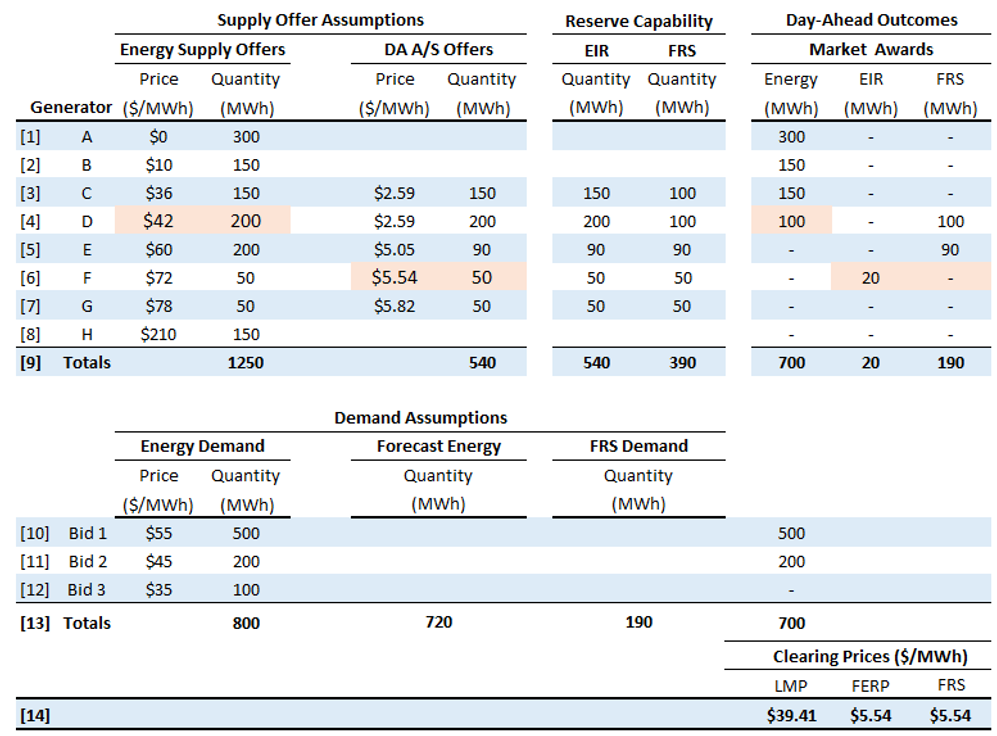 Supply Offer Assumptions Reserve Capability Day-Ahead Outcomes
Energy Supply Offers DA A/S Offers EIR FRS Market Awards
Price Quantity Price Quantity Quantity Quantity Energy EIR FRS
Generator ($/MWh) (MWh) ($/MWh) (MWh) (MWh) (MWh) (MWh) (MWh) (MWh)
[1] A $0 300 300 - -
[2] B $10 150 150 - -
[3] C $36 150 $2.59 150 150 100 150 - -
[4] D $42 200 $2.59 200 200 100 100 - 100
[5] E $60 200 $5.05 90 90 90 - - 90
[6] F $72 50 $5.54 50 50 50 - 20 -
[7] G $78 50 $5.82 50 50 50 - - -
[8] H $210 150 - - -
[9] Totals 1250 540 540 390 700 20 190
Demand Assumptions
Energy Demand Forecast Energy FRS Demand
Price Quantity Quantity Quantity
($/MWh) (MWh) (MWh) (MWh)
[10] Bid 1 $55 500 500
[11] Bid 2 $45 200 200
[12] Bid 3 $35 100 -
[13] Totals 800 720 190 700
Clearing Prices ($/MWh)
LMP FERP FRS
[14] $39.41 $5.54 $5.54